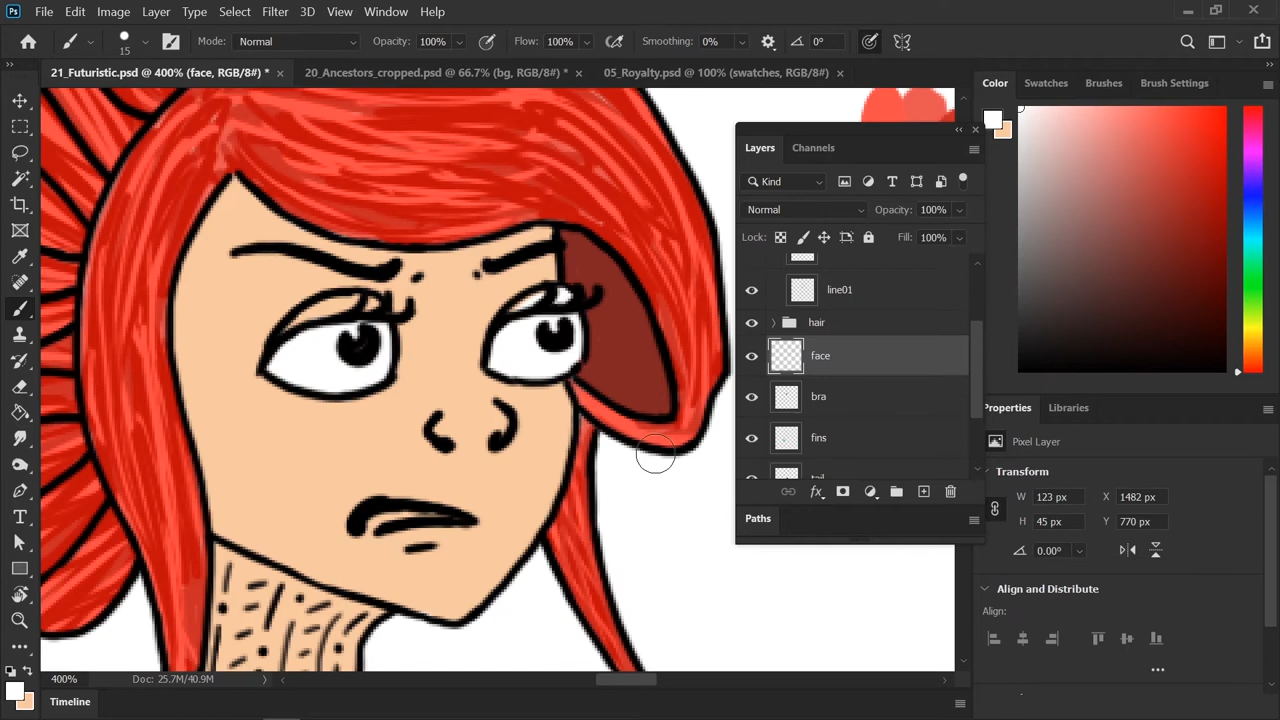 Ps File Edit Image Layer Type Select Filter 3D View Window Help
15 Mode: Normal Opacity: 100% Flow: 100% Smoothing: 0% 0°
21_Futuristic.psd @ 400% (face, RGB/8#) * 20_Ancestors_cropped.psd @ 66.7% (bg, RGB/8#) * 05_Royalty.psd @ 100% (swatches, RGB/8#)
Color Swatches Brushes Brush Settings
Layers Channels
Kind
Normal Opacity: 100%
Lock: Fill: 100%
line01
hair
face
bra
fins
fx
Paths
Properties Libraries
Pixel Layer
Transform
W 123 px X 1482 px
H 45 px Y 770 px
0.00°
Align and Distribute
Align:
400% Doc: 25.7M/40.9M
Timeline